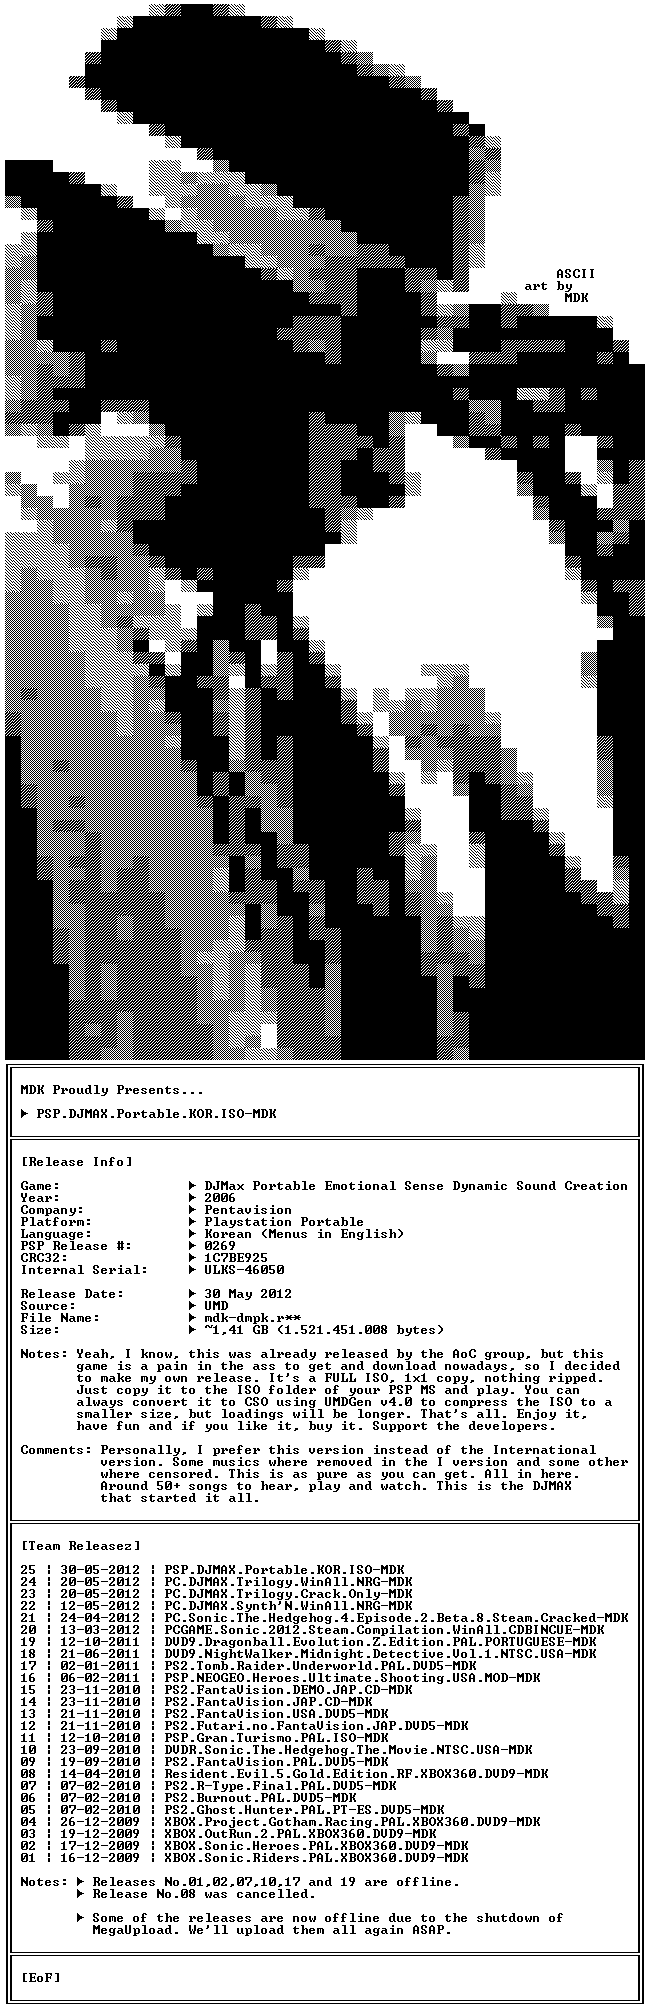 ASCII
art by
MDK
MDK Proudly Presents...
► PSP.DJMAX.Portable.KOR.ISO-MDK
[Release Info]
Game: ► DJMax Portable Emotional Sense Dynamic Sound Creation
Year: ► 2006
Company: ► Pentavision
Platform: ► Playstation Portable
Language: ► Korean (Menus in English)
PSP Release #: ► 0269
CRC32: ► 1C7BE925
Internal Serial: ► ULKS-46050
Release Date: ► 30 May 2012
Source: ► UMD
File Name: ► mdk-dmpk.r**
Size: ► ~1,41 GB (1.521.451.008 bytes)
Notes: Yeah, I know, this was already released by the AoC group, but this
game is a pain in the ass to get and download nowadays, so I decided
to make my own release. It's a FULL ISO, 1x1 copy, nothing ripped.
Just copy it to the ISO folder of your PSP MS and play. You can
always convert it to CSO using UMDGen v4.0 to compress the ISO to a
smaller size, but loadings will be longer. That's all. Enjoy it,
have fun and if you like it, buy it. Support the developers.
Comments: Personally, I prefer this version instead of the International
version. Some musics where removed in the I version and some other
where censored. This is as pure as you can get. All in here.
Around 50+ songs to hear, play and watch. This is the DJMAX
that started it all.
[Team Releasez]
25 ¦ 30-05-2012 ¦ PSP.DJMAX.Portable.KOR.ISO-MDK
24 ¦ 20-05-2012 ¦ PC.DJMAX.Trilogy.WinAll.NRG-MDK
23 ¦ 20-05-2012 ¦ PC.DJMAX.Trilogy.Crack.Only-MDK
22 ¦ 12-05-2012 ¦ PC.DJMAX.Synth'N.WinAll.NRG-MDK
21 ¦ 24-04-2012 ¦ PC.Sonic.The.Hedgehog.4.Episode.2.Beta.8.Steam.Cracked-MDK
20 ¦ 13-03-2012 ¦ PCGAME.Sonic.2012.Steam.Compilation.WinALL.CDBINCUE-MDK
19 ¦ 12-10-2011 ¦ DVD9.Dragonball.Evolution.Z.Edition.PAL.PORTUGUESE-MDK
18 ¦ 21-06-2011 ¦ DVD9.NightWalker.Midnight.Detective.Vol.1.NTSC.USA-MDK
17 ¦ 02-01-2011 ¦ PS2.Tomb.Raider.Underworld.PAL.DVD5-MDK
16 ¦ 06-02-2011 ¦ PSP.NEOGEO.Heroes.Ultimate.Shooting.USA.MOD-MDK
15 ¦ 23-11-2010 ¦ PS2.FantaVision.DEMO.JAP.CD-MDK
14 ¦ 23-11-2010 ¦ PS2.FantaVision.JAP.CD-MDK
13 ¦ 21-11-2010 ¦ PS2.FantaVision.USA.DVD5-MDK
12 ¦ 21-11-2010 ¦ PS2.Futari.no.FantaVision.JAP.DVD5-MDK
11 ¦ 12-10-2010 ¦ PSP.Gran.Turismo.PAL.ISO-MDK
10 ¦ 23-09-2010 ¦ DVDR.Sonic.The.Hedgehog.The.Movie.NTSC.USA-MDK
09 ¦ 19-09-2010 ¦ PS2.FantaVision.PAL.DVD5-MDK
08 ¦ 14-04-2010 ¦ Resident.Evil.5.Gold.Edition.RF.XBOX360.DVD9-MDK
07 ¦ 07-02-2010 ¦ PS2.R-Type.Final.PAL.DVD5-MDK
06 ¦ 07-02-2010 ¦ PS2.Burnout.PAL.DVD5-MDK
05 ¦ 07-02-2010 ¦ PS2.Ghost.Hunter.PAL.PT-ES.DVD5-MDK
04 ¦ 26-12-2009 ¦ XBOX.Project.Gotham.Racing.PAL.XBOX360.DVD9-MDK
03 ¦ 19-12-2009 ¦ XBOX.OutRun.2.PAL.XBOX360.DVD9-MDK
02 ¦ 17-12-2009 ¦ XBOX.Sonic.Heroes.PAL.XBOX360.DVD9-MDK
01 ¦ 16-12-2009 ¦ XBOX.Sonic.Riders.PAL.XBOX360.DVD9-MDK
Notes: ► Releases No.01,02,07,10,17 and 19 are offline.
► Release No.08 was cancelled.
► Some of the releases are now offline due to the shutdown of
MegaUpload. We'll upload them all again ASAP.
[EoF]